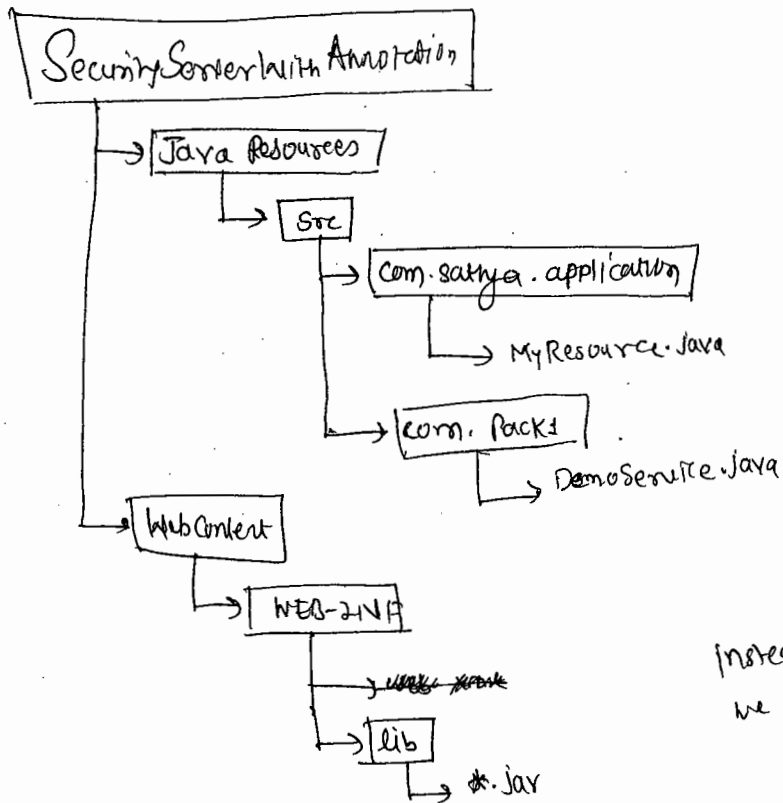 SecurityServerWithAnnotation
Java Resources
Src
com.sathya.application
MyResource.java
com.Pack1
DemoService.java
WebContent
WEB-INF
lib
*.jar
we